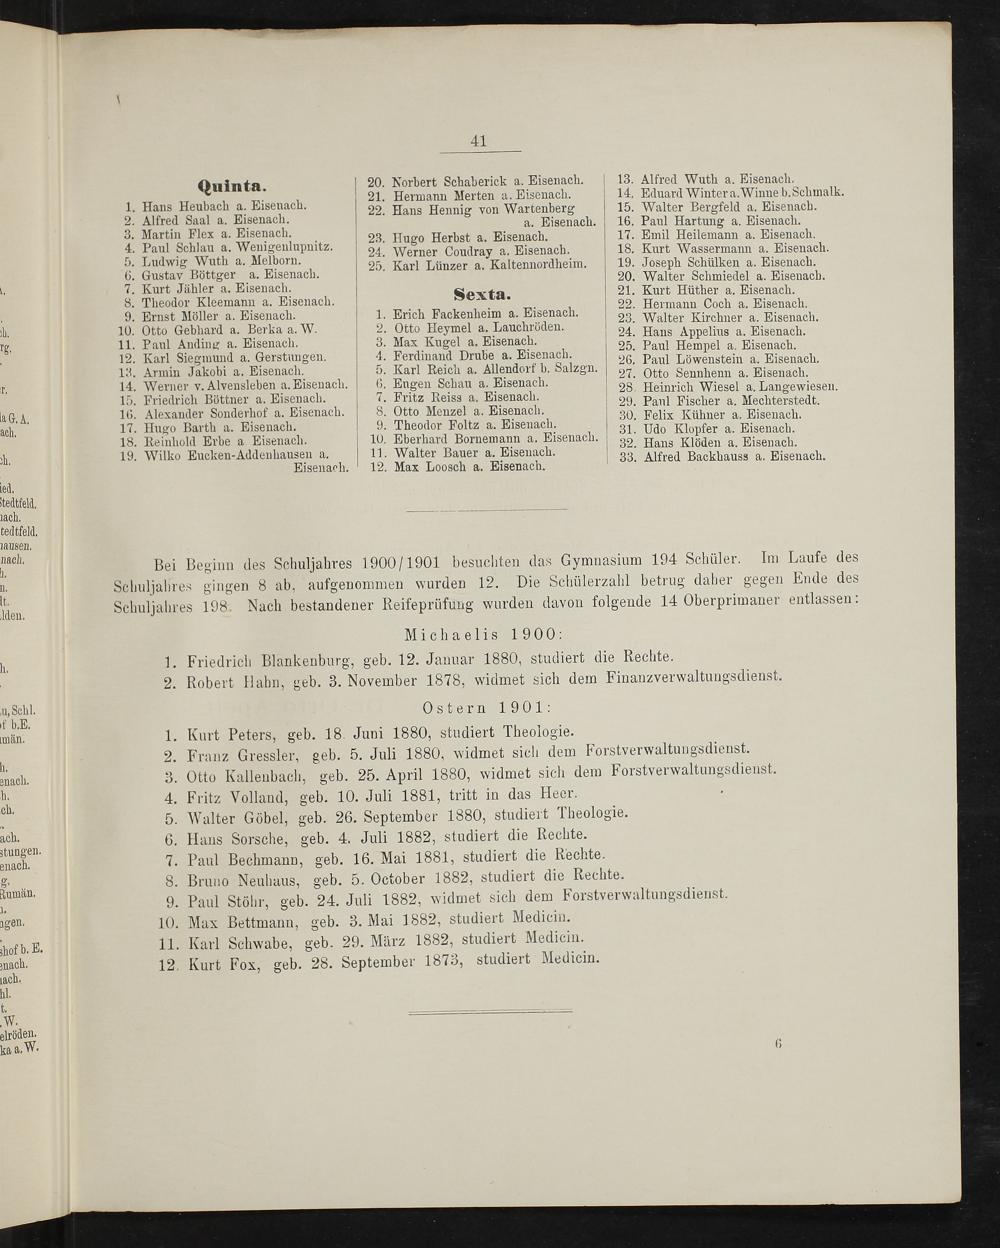 41
Quinta.
1. Hans Heubach a. Eisenach.
2. Alfred Saal a. Eisenach.
3. Martin Flex a. Eisenach.
4. Paul Schlau a. Wenigenlupnitz.
5. Ludwig Wuth a. Melborn.
6. Gustav Böttger a. Eisenach.
7. Kurt Jähler a. Eisenach.
8. Theodor Kleemann a. Eisenach.
9. Ernst Möller a. Eisenach.
10. Otto Gebhard a. Berka a. W.
11. Paul Anding a. Eisenach.
12. Karl Siegmund a. Gerstungen.
13. Armin Jakobi a. Eisenach.
14. Werner v. Alvensleben a. Eisenach.
15. Friedrich Böttner a. Eisenach.
16. Alexander Sonderhof a. Eisenach.
17. Hugo Barth a. Eisenach.
18. Reinhold Erbe a Eisenach.
19. Wilko Eucken-Addenhausen a.
Eisenach.
20. Norbert Schaberick a. Eisenach.
21. Hermann Merten a. Eisenach.
22. Hans Hennig von Wartenberg
a. Eisenach.
23. Hugo Herbst a. Eisenach.
24. Werner Coudray a. Eisenach.
25. Karl Lünzer a. Kaltennordheim.
Sexta.
1. Erich Fackenheim a. Eisenach.
2. Otto Heymel a. Lauchröden.
3. Max Kugel a. Eisenach.
4. Ferdinand Drube a. Eisenach.
5. Karl Reich a. Allendorf b. Salzgn.
6. Eugen Schau a. Eisenach.
7. Fritz Reiss a. Eisenach.
8. Otto Menzel a. Eisenach.
9. Theodor Foltz a. Eisenach.
10. Eberhard Bornemann a. Eisenach.
11. Walter Bauer a. Eisenach.
12. Max Loosch a. Eisenach.
13. Alfred Wuth a. Eisenach.
14. Eduard Winter a. Winne b. Schmalk.
15. Walter Bergfeld a. Eisenach.
16. Paul Hartung a. Eisenach.
17. Emil Heilemann a. Eisenach.
18. Kurt Wassermann a. Eisenach.
19. Joseph Schülken a. Eisenach.
20. Walter Schmiedel a. Eisenach.
21. Kurt Hüther a. Eisenach.
22. Hermann Coch a. Eisenach.
23. Walter Kirchner a. Eisenach.
24. Hans Appelius a. Eisenach.
25. Paul Hempel a. Eisenach.
26. Paul Löwenstein a. Eisenach.
27. Otto Sennhenn a. Eisenach.
28 Heinrich Wiesel a. Langewiesen.
29. Paul Fischer a. Mechterstedt.
30. Felix Kühner a. Eisenach.
31. Udo Klopfer a. Eisenach.
32. Hans Klöden a. Eisenach.
33. Alfred Backhauss a. Eisenach.
Bei Beginn des Schuljahres 1900/1901 besuchten das Gymnasium 194 Schüler. Im Laufe des
Schuljahres gingen 8 ab, aufgenommen wurden 12. Die Schülerzahl betrug daher gegen Ende des
Schuljahres 198. Nach bestandener Reifeprüfung wurden davon folgende 14 Oberprimaner entlassen:
Michaelis 1900:
1. Friedrich Blankenburg, geb. 12. Januar 1880, studiert die Rechte.
2. Robert Hahn, geb. 3. November 1878, widmet sich dem Finanzverwaltungsdienst.
Ostern 1901:
1. Kurt Peters, geb. 18. Juni 1880, studiert Theologie.
2. Franz Gressler, geb. 5. Juli 1880, widmet sich dem Forstverwaltungsdienst.
3. Otto Kallenbach, geb. 25. April 1880, widmet sich dem Forstverwaltungsdienst.
4. Fritz Volland, geb. 10. Juli 1881, tritt in das Heer.
5. Walter Göbel, geb. 26. September 1880, studiert Theologie.
6. Hans Sorsche, geb. 4. Juli 1882, studiert die Rechte.
7. Paul Bechmann, geb. 16. Mai 1881, studiert die Rechte.
8. Bruno Neuhaus, geb. 5. October 1882, studiert die Rechte.
9. Paul Stöhr, geb. 24. Juli 1882, widmet sich dem Forstverwaltungsdienst.
10. Max Bettmann, geb. 3. Mai 1882, studiert Medicin.
11. Karl Schwabe, geb. 29. März 1882, studiert Medicin.
12. Kurt Fox, geb. 28. September 1873, studiert Medicin.
6